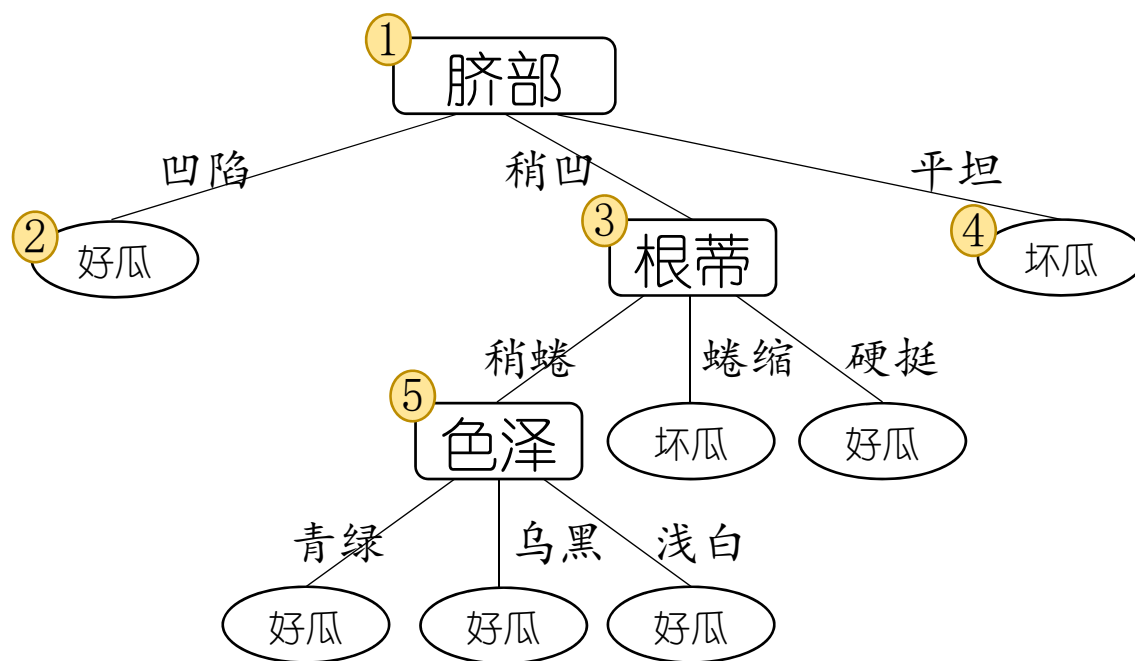 ① 脐部
凹陷 稍凹 平坦
② 好瓜 ③ 根蒂 ④ 坏瓜
稍蜷 蜷缩 硬挺
⑤ 色泽 坏瓜 好瓜
青绿 乌黑 浅白
好瓜 好瓜 好瓜